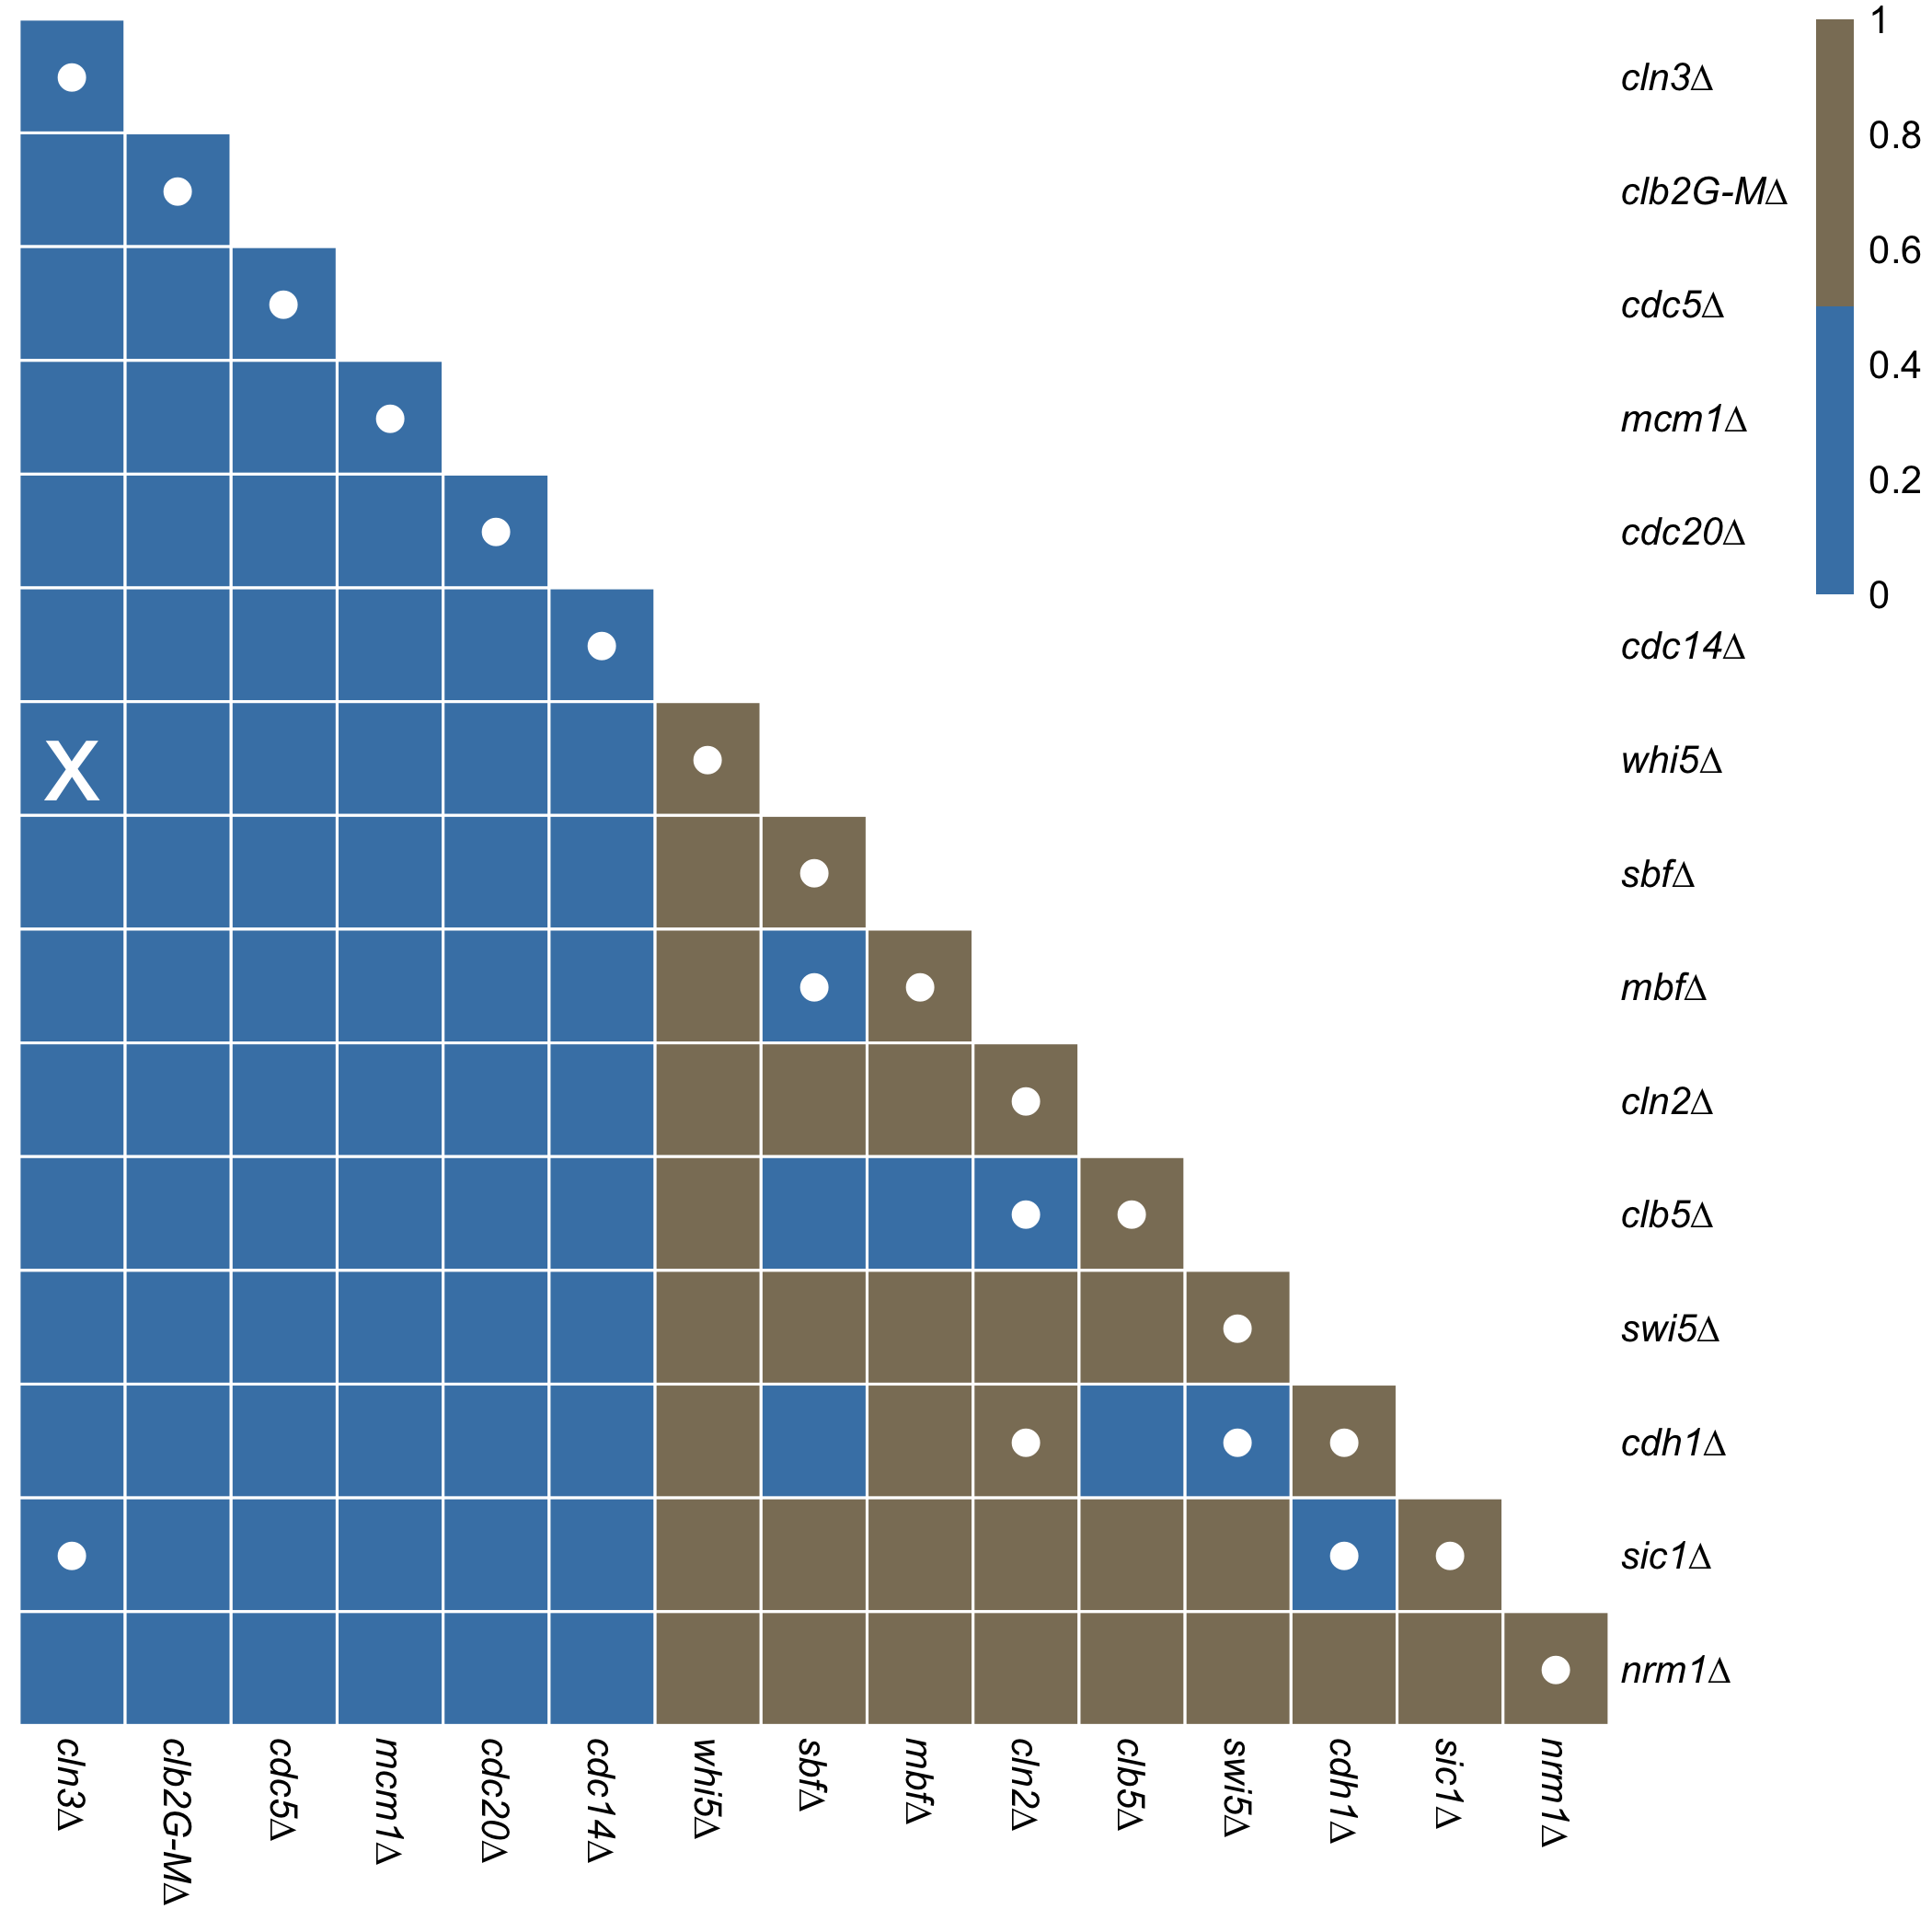 1
cln3Δ
0.8
clb2G-MΔ
0.6
cdc5Δ
0.4
mcm1Δ
0.2
cdc20Δ
0
cdc14Δ
X
whi5Δ
sbfΔ
mbfΔ
cln2Δ
clb5Δ
swi5Δ
cdh1Δ
sic1Δ
nrm1Δ
cln3Δ
clb2G-MΔ
cdc5Δ
mcm1Δ
cdc20Δ
cdc14Δ
whi5Δ
sbfΔ
mbfΔ
cln2Δ
clb5Δ
swi5Δ
cdh1Δ
sic1Δ
nrm1Δ